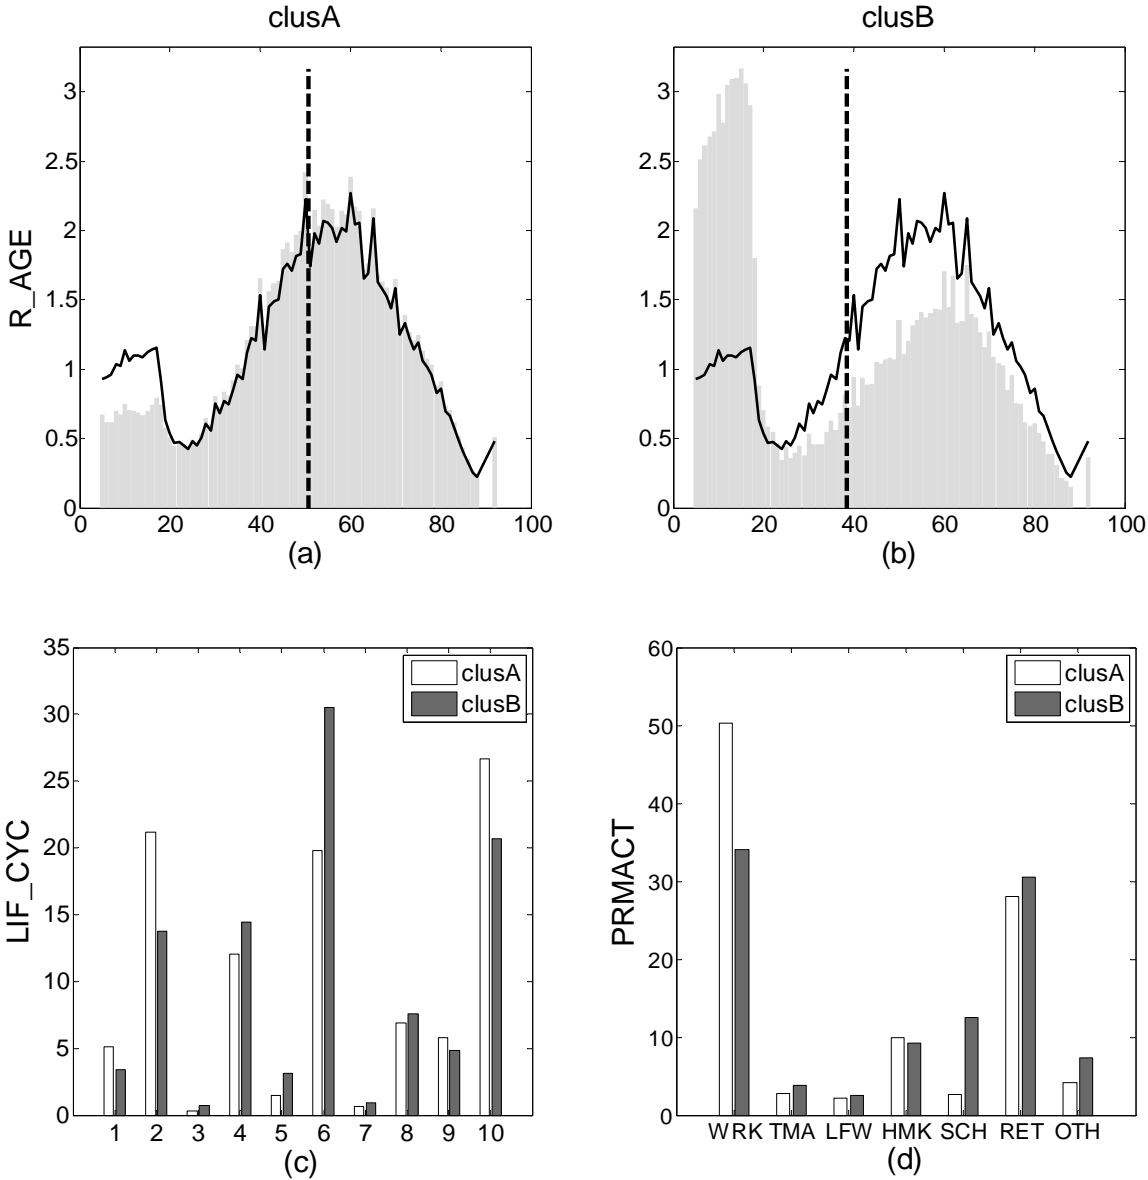 clusA
clusB
R_AGE
3
2.5
2
1.5
1
0.5
0
0 20 40 60 80 100
(a)
3
2.5
2
1.5
1
0.5
0
0 20 40 60 80 100
(b)
LIF_CYC
35
30
25
20
15
10
5
0
clusA
clusB
1 2 3 4 5 6 7 8 9 10
(c)
PRMACT
60
50
40
30
20
10
0
clusA
clusB
WRK TMA LFW HMK SCH RET OTH
(d)